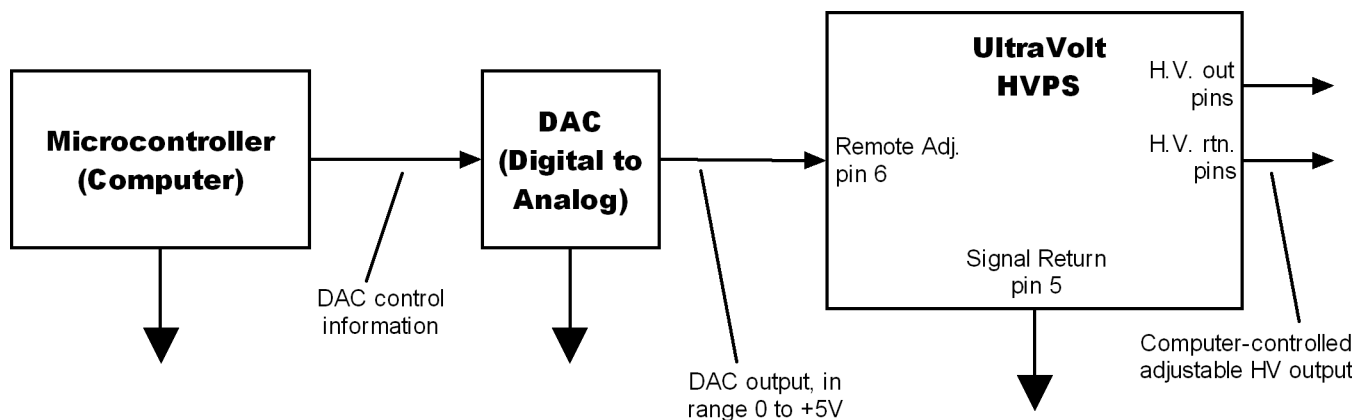 Microcontroller
(Computer)
DAC
(Digital to
Analog)
UltraVolt
HVPS
H.V. out
pins
H.V. rtn.
pins
Remote Adj.
pin 6
Signal Return
pin 5
DAC control
information
DAC output, in
range 0 to +5V
Computer-controlled
adjustable HV output